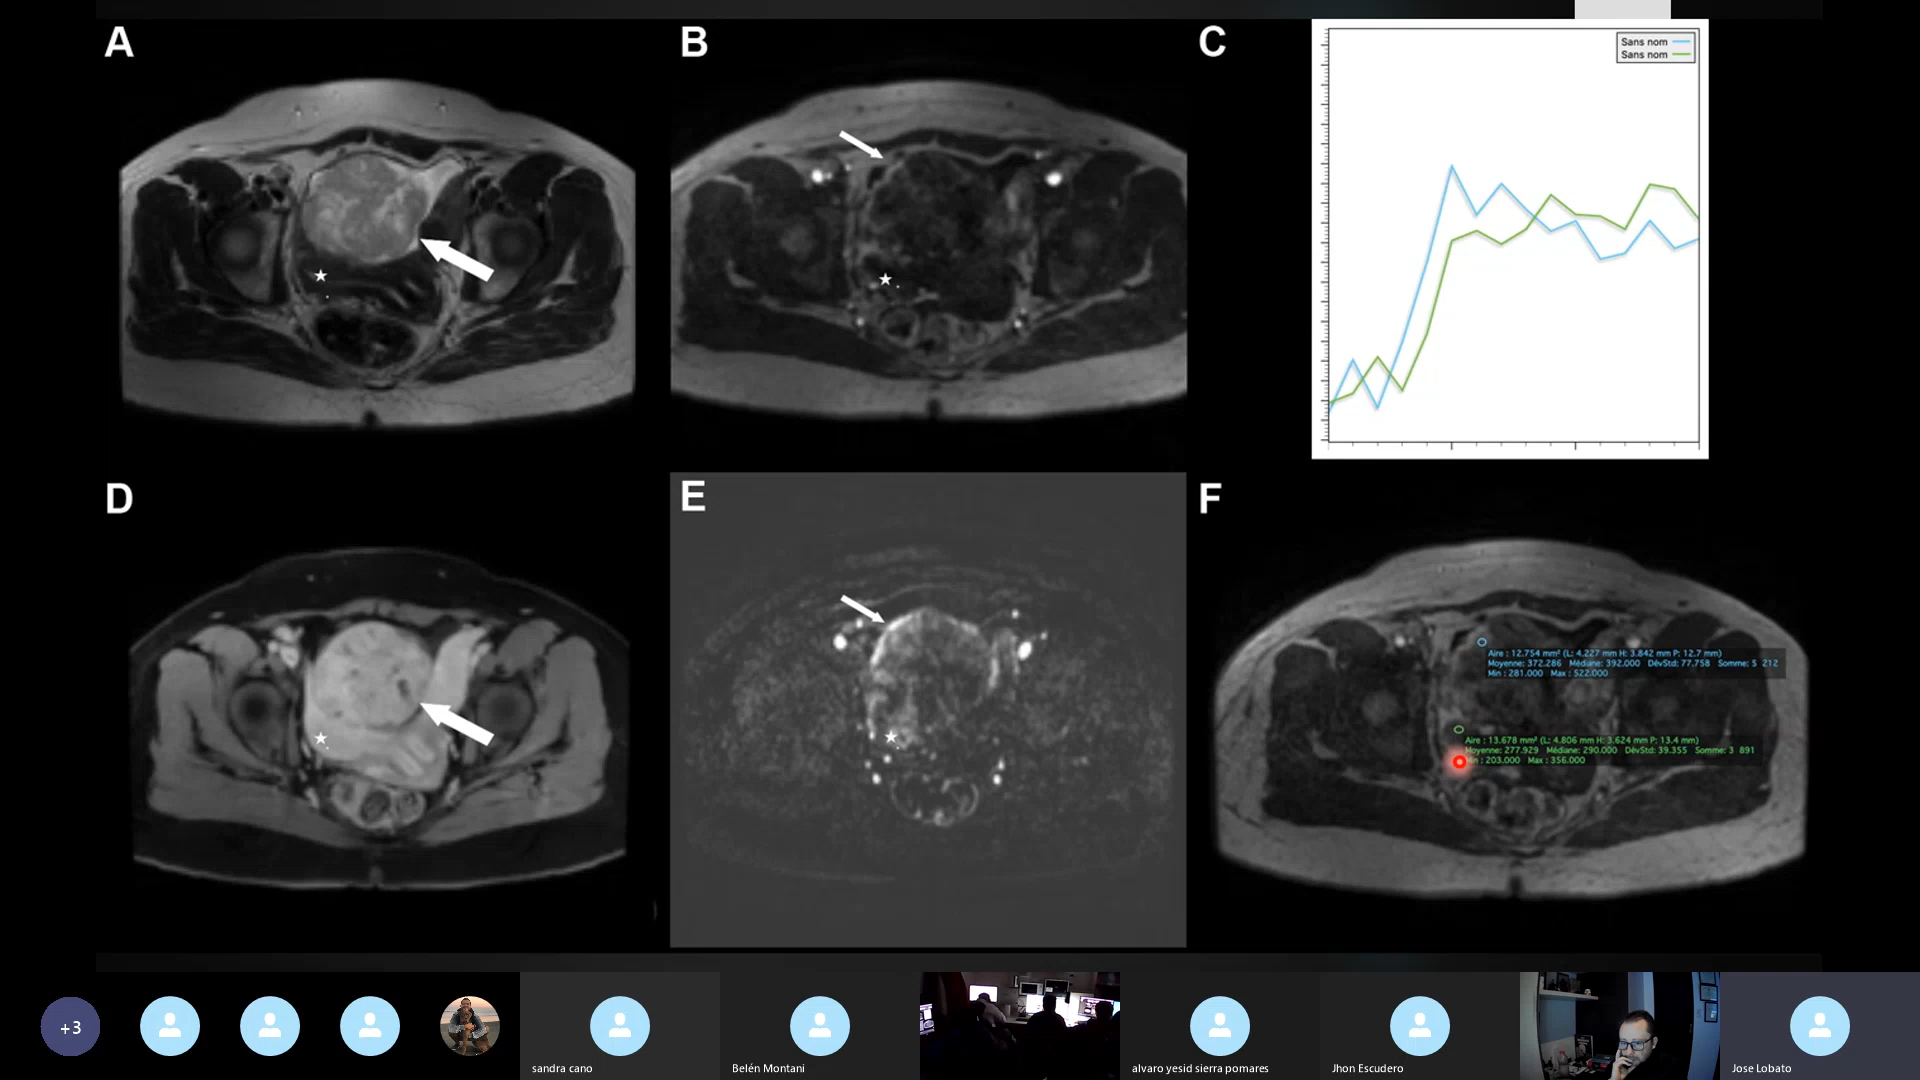 A
B
C
Sans nom
Sans nom
D
E
F
Aire : 12.754 mm² (L: 4.227 mm H: 3.842 mm P: 12.7 mm)
Moyenne: 372.286 Médiane: 392.000 DévStd: 77.758 Somme: 5 212
Min : 281.000 Max : 522.000
Aire : 13.678 mm² (L: 4.806 mm H: 3.624 mm P: 13.4 mm)
Moyenne: 277.929 Médiane: 290.000 DévStd: 39.355 Somme: 3 891
: 203.000 Max : 356.000
+3
sandra cano
Belén Montani
alvaro yesid sierra pomares
Jhon Escudero
Jose Lobato